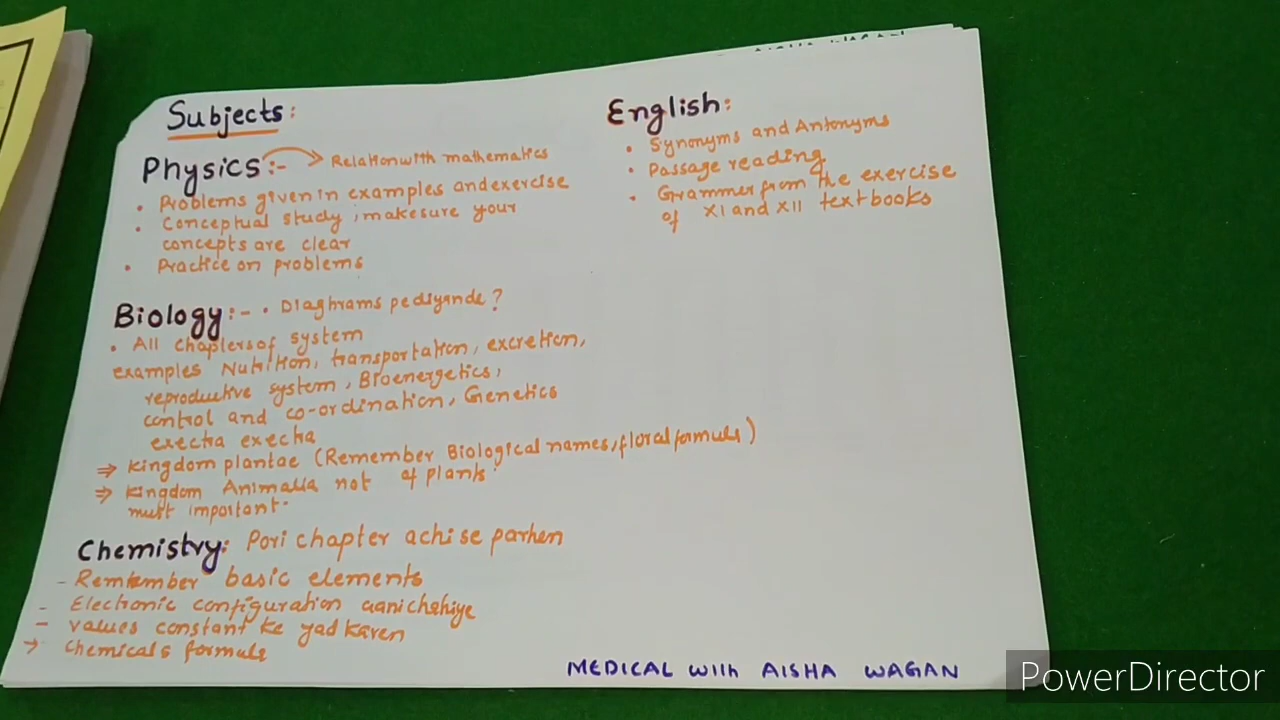 Subjects:
Physics:- → Relation with mathematics
• Problems given in examples and exercise
• Conceptual study ; make sure your
concepts are clear
• Practice on problems
Biology:- • Diaghrams pe diyande ?
• All Chapters of system
examples Nutrition, transportation, excretion,
reproductive system, Bioenergetics,
control and co-ordination, Genetics
exectra exectra
⇒ kingdom plantae (Remember Biological names, floral formula)
⇒ kingdom Animalia not of plants
must important.
Chemistry: Pori chapter achi se parhen
- Remember basic elements
- Electronic configuration aani chahiye
- values constant ke yad karen
→ Chemicals formula
English:
• Synonyms and Antonyms
• Passage reading
• Grammer from the exercise
of XI and XII textbooks
MEDICAL with AISHA WAGAN
PowerDirector